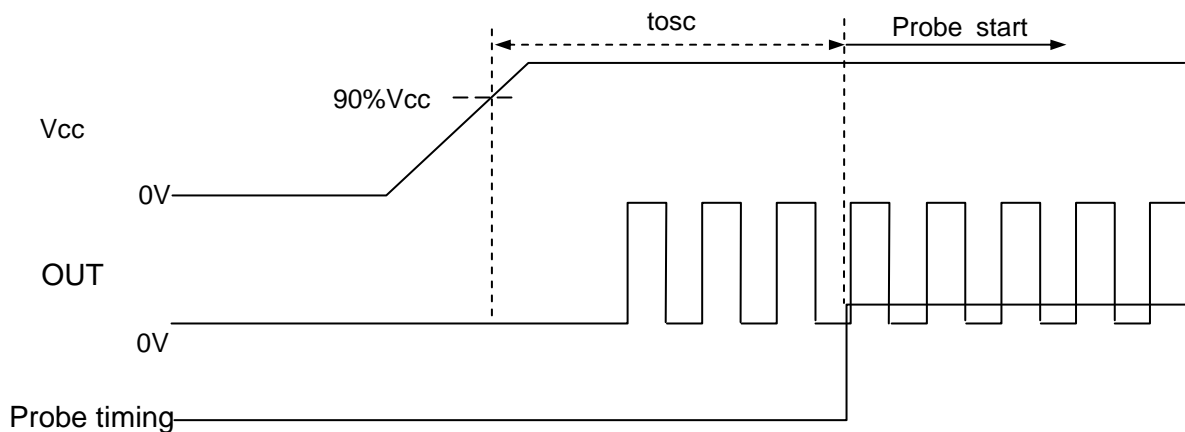 tosc
Probe start
90%Vcc
Vcc
0V
OUT
0V
Probe timing